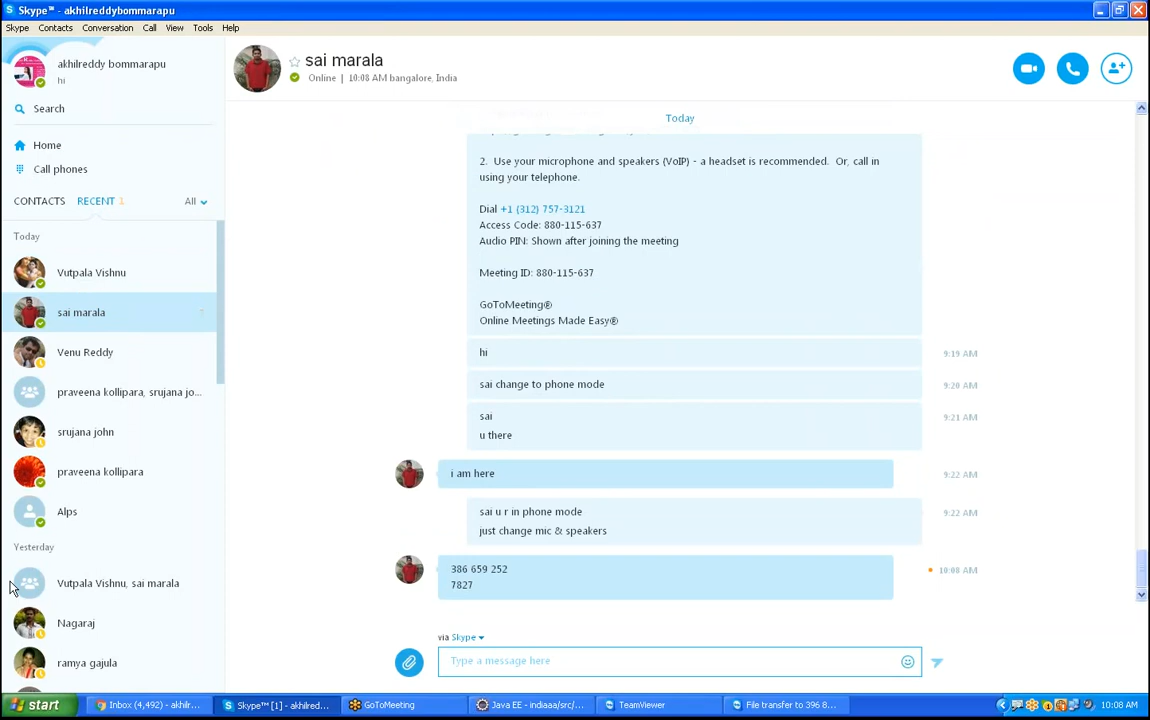 Skype™ - akhilreddybommarapu
Skype Contacts Conversation Call View Tools Help
akhilreddy bommarapu
hi
Search
Home
Call phones
CONTACTS RECENT 1
All
Today
Vutpala Vishnu
sai marala
Venu Reddy
praveena kollipara, srujana jo...
srujana john
praveena kollipara
Alps
Yesterday
Vutpala Vishnu, sai marala
Nagaraj
ramya gajula
sai marala
Online | 10:08 AM bangalore, India
Today
2. Use your microphone and speakers (VoIP) - a headset is recommended. Or, call in
using your telephone.
Dial +1 (312) 757-3121
Access Code: 880-115-637
Audio PIN: Shown after joining the meeting
Meeting ID: 880-115-637
GoToMeeting®
Online Meetings Made Easy®
hi 9:19 AM
sai change to phone mode 9:20 AM
sai 9:21 AM
u there
i am here 9:22 AM
sai u r in phone mode 9:22 AM
just change mic & speakers
386 659 252 10:08 AM
7827
via Skype
Type a message here
start
Inbox (4,492) - akhilr...
Skype™ [1] - akhilred...
GoToMeeting
Java EE - indiaaa/src/...
TeamViewer
File transfer to 396 8...
10:08 AM